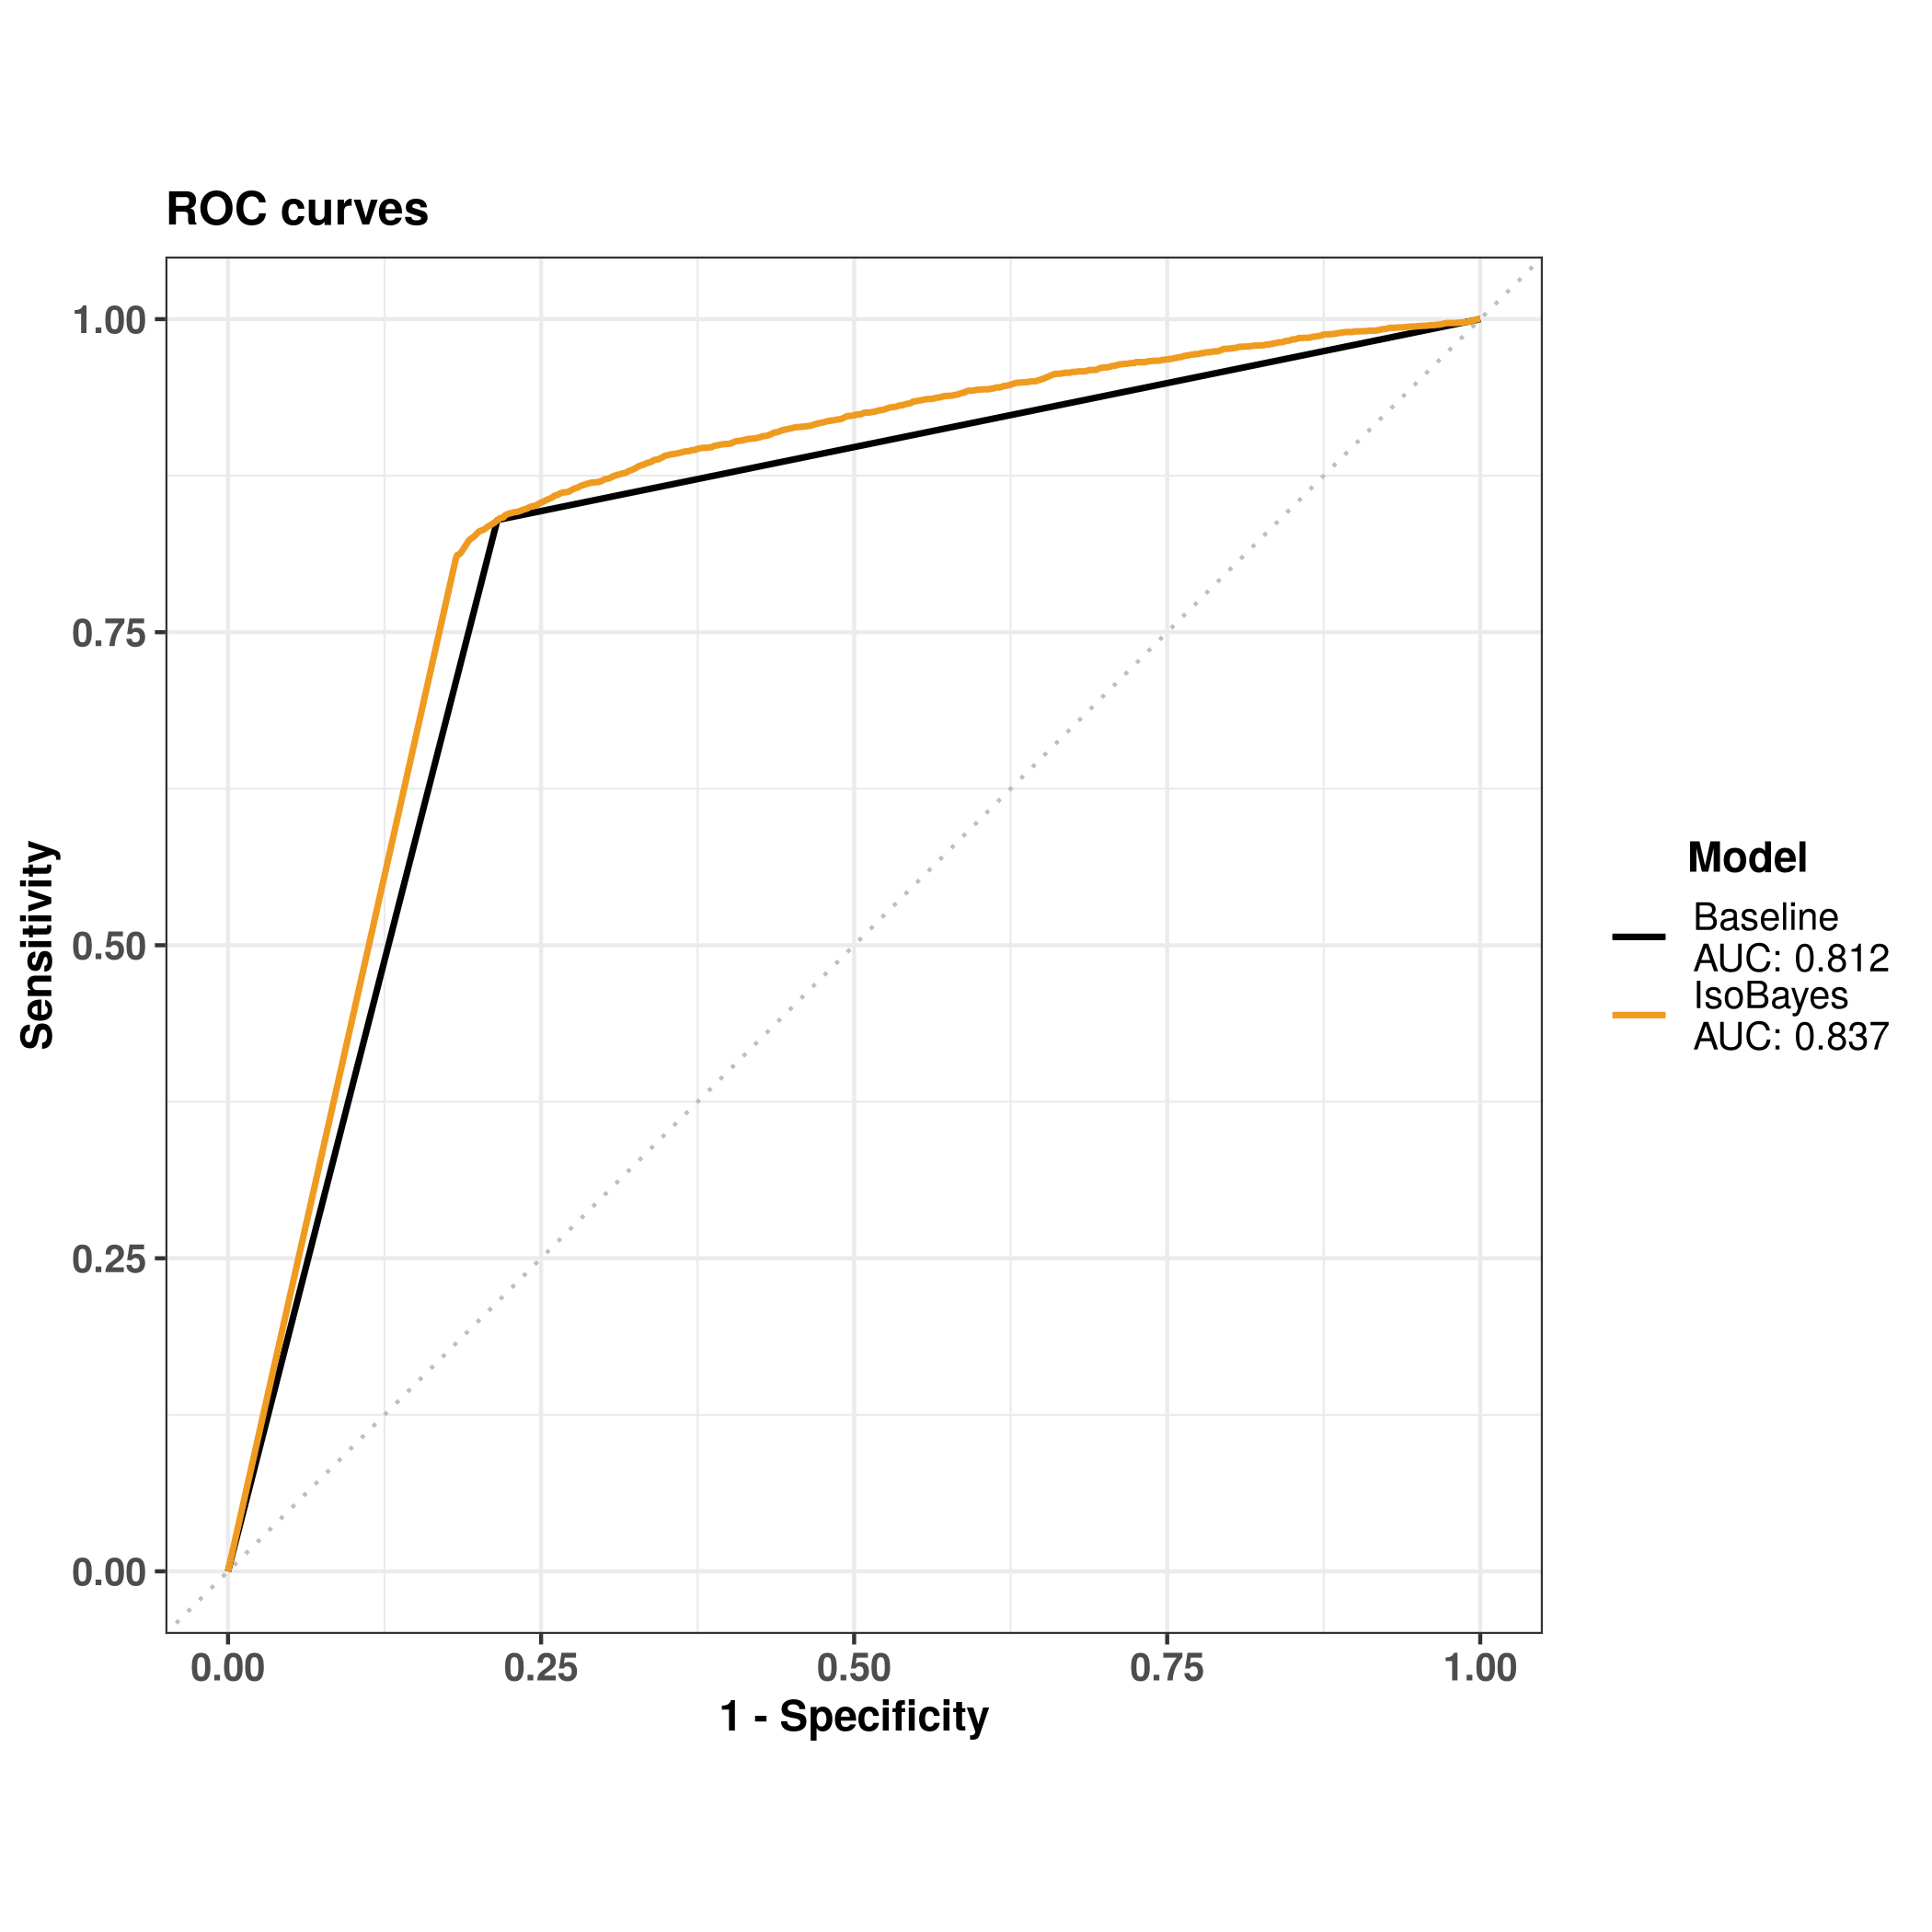 ROC curves
1.00
0.75
0.50
0.25
0.00
Sensitivity
0.00 0.25 0.50 0.75 1.00
1 - Specificity
Model
Baseline
AUC: 0.812
IsoBayes
AUC: 0.837